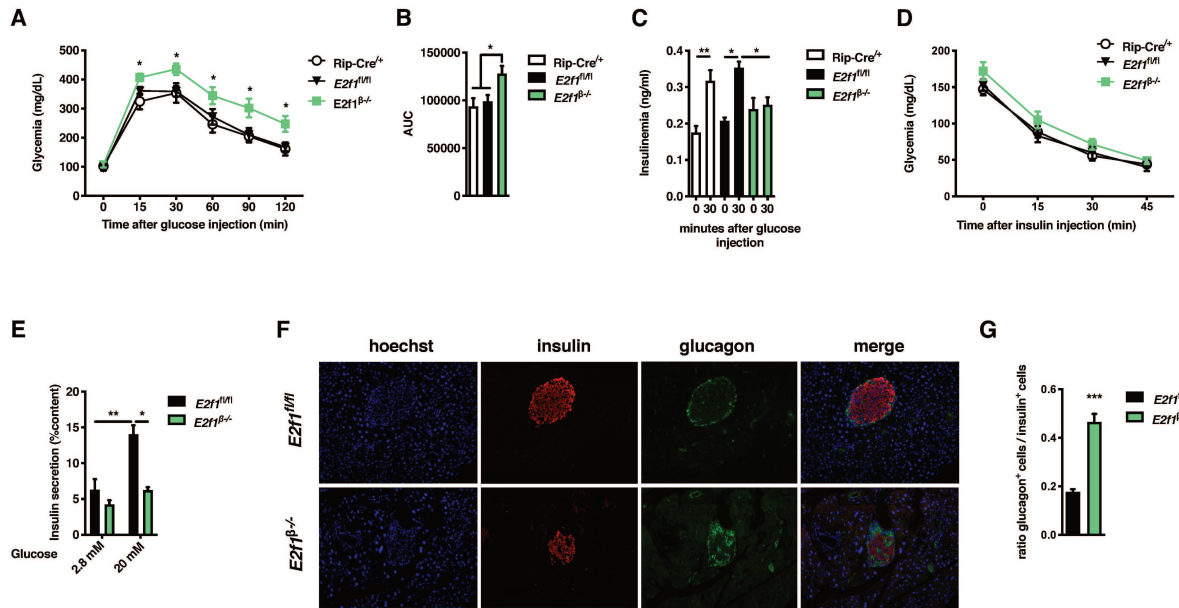 A
Glycemia (mg/dL)
500
400
300
200
100
0
* * * * *
0 15 30 60 90 120
Time after glucose injection (min)
Rip-Cre/+
E2f1fl/fl
E2f1β-/-
B
AUC
150000
100000
50000
0
*
Rip-Cre/+
E2f1fl/fl
E2f1β-/-
C
Insulinemia (ng/ml)
0.4
0.3
0.2
0.1
0.0
** * *
0 30 0 30 0 30
minutes after glucose
injection
Rip-Cre/+
E2f1fl/fl
E2f1β-/-
D
Glycemia (mg/dL)
200
150
100
50
0
0 15 30 45
Time after insulin injection (min)
Rip-Cre/+
E2f1fl/fl
E2f1β-/-
E
Insulin secretion (%content)
20
15
10
5
0
** *
Glucose
2.8 mM
20 mM
E2f1fl/fl
E2f1β-/-
F
hoechst insulin glucagon merge
E2f1fl/fl
E2f1β-/-
G
ratio glucagon+ cells / insulin+ cells
0.6
0.4
0.2
0.0
***
E2f1
E2f1β